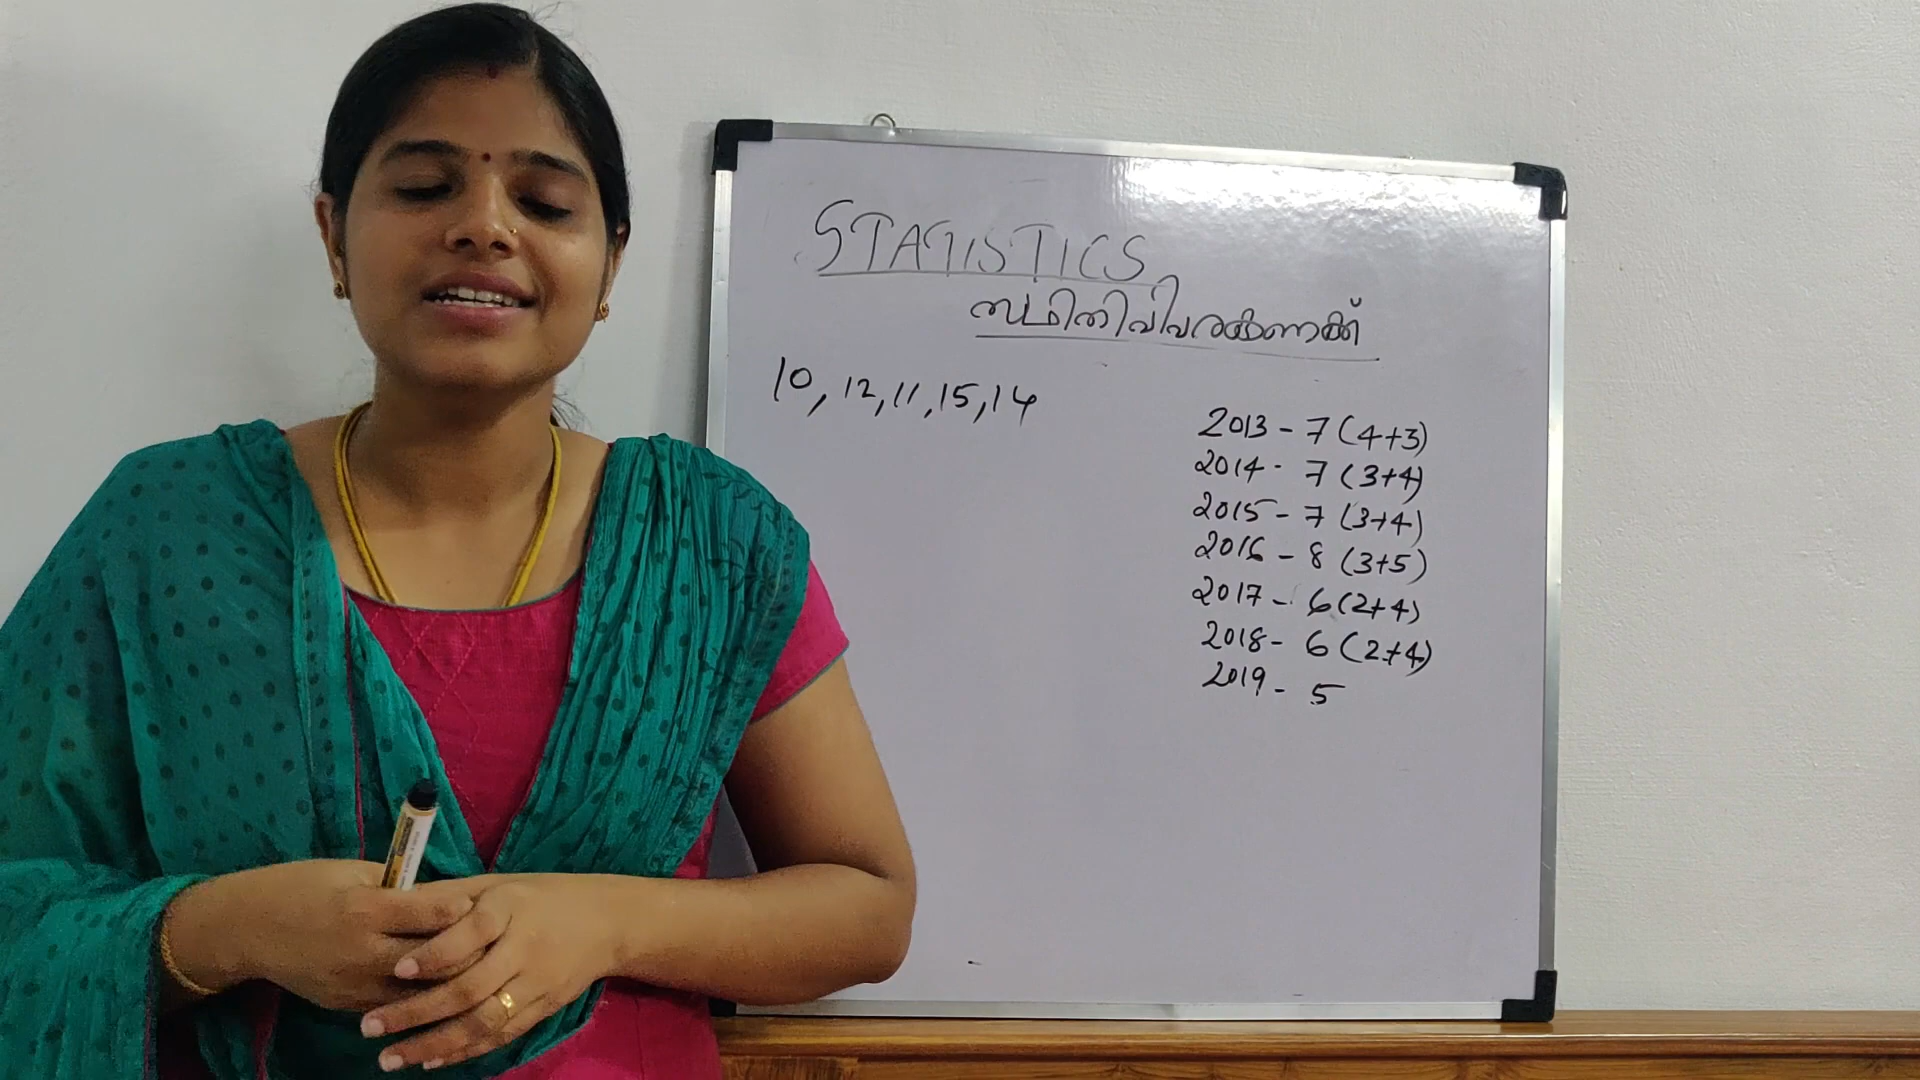 STATISTICS
സ്ഥിതിവിവരക്കണക്ക്
10, 12, 11, 15, 14
2013 - 7 (4+3)
2014 - 7 (3+4)
2015 - 7 (3+4)
2016 - 8 (3+5)
2017 - 6 (2+4)
2018 - 6 (2+4)
2019 - 5